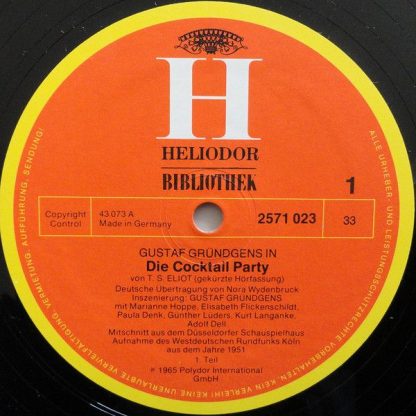 H
HELIODOR
BIBLIOTHEK
1
Copyright Control
43.073 A
Made in Germany
2571 023
33
GUSTAF GRÜNDGENS IN
Die Cocktail Party
von T. S. ELIOT (gekürzte Hörfassung)
Deutsche Übertragung von Nora Wydenbruck
Inszenierung: GUSTAF GRÜNDGENS
mit Marianne Hoppe, Elisabeth Flickenschildt,
Paula Denk, Günther Lüders, Kurt Langanke,
Adolf Dell
Mitschnitt aus dem Düsseldorfer Schauspielhaus
Aufnahme des Westdeutschen Rundfunks Köln
aus dem Jahre 1951
1. Teil
℗ 1965 Polydor International
GmbH
ALLE URHEBER- UND LEISTUNGSSCHUTZRECHTE VORBEHALTEN · KEIN VERLEIH! KEINE UNERLAUBTE VERVIELFÄLTIGUNG, VERMIETUNG, AUFFÜHRUNG, SENDUNG!